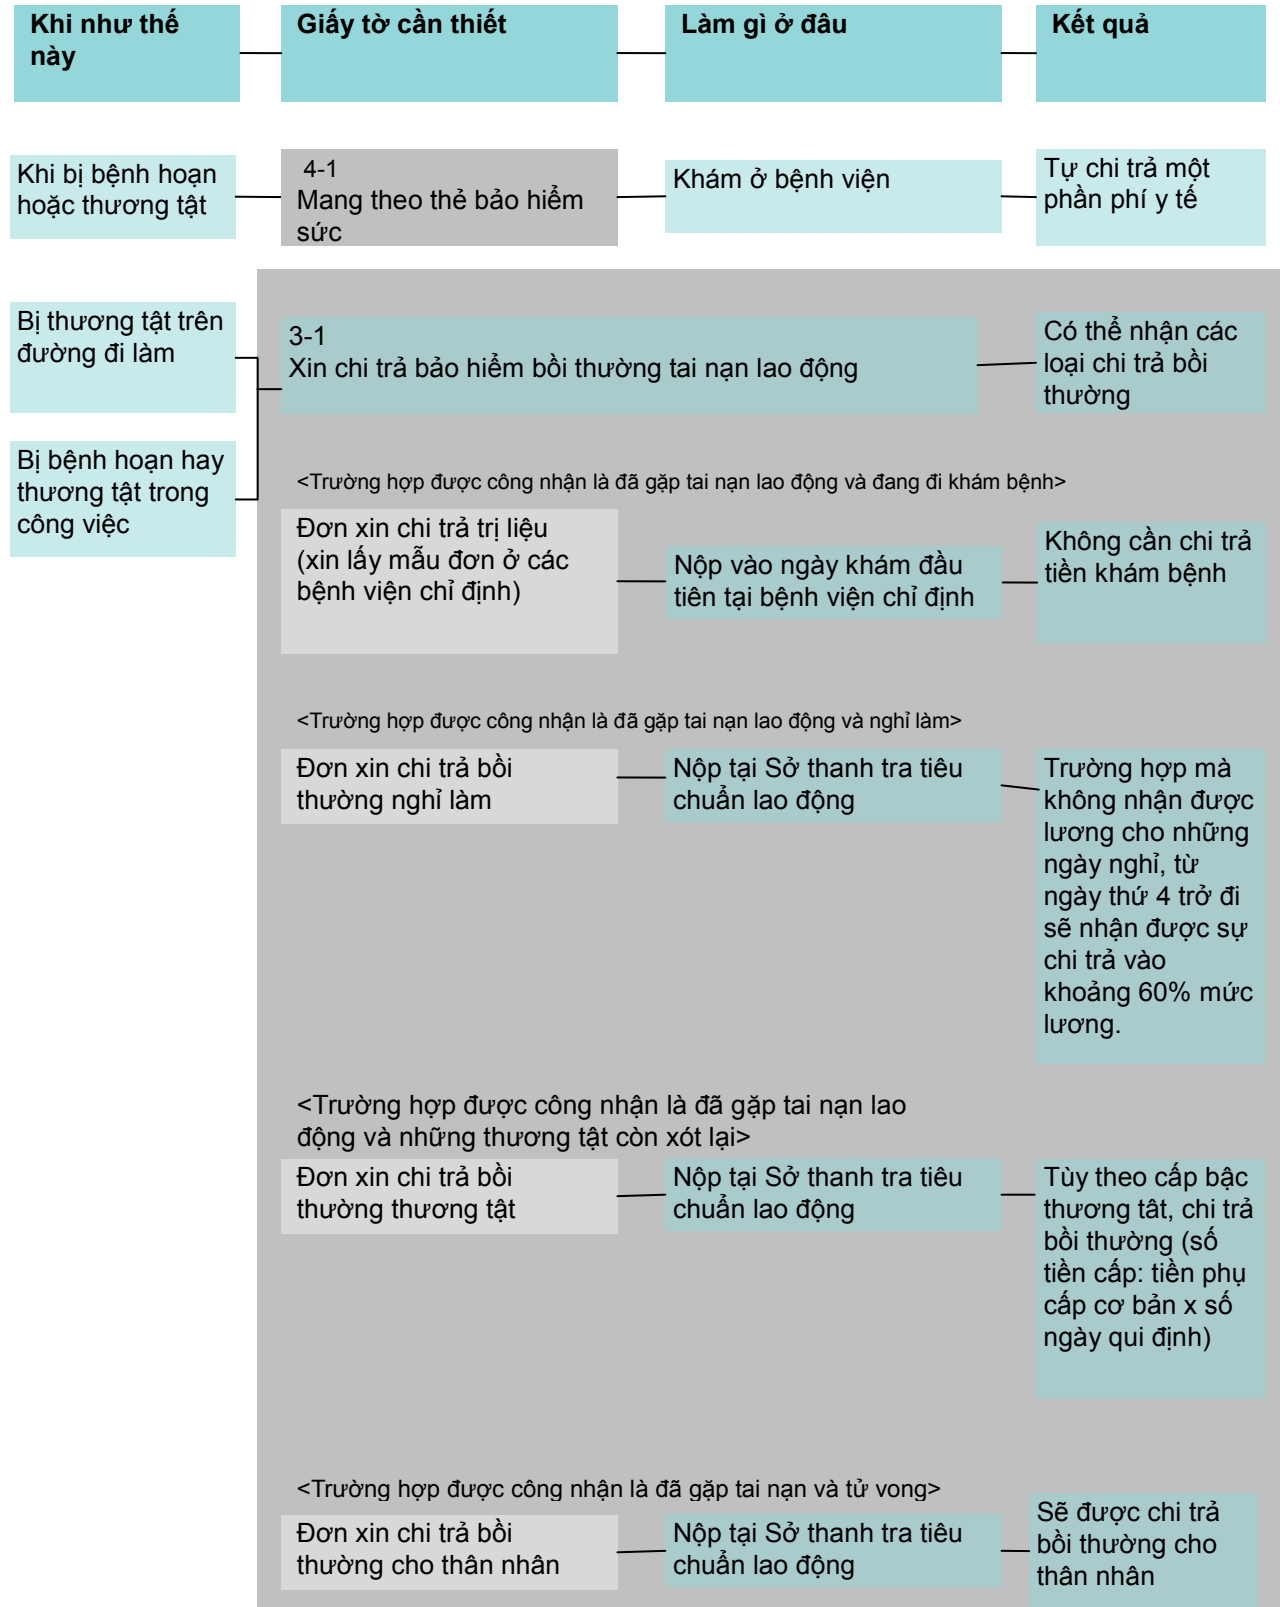 Khi như thế
này
Giấy tờ cần thiết
Làm gì ở đâu
Kết quả
Khi bị bệnh hoạn
hoặc thương tật
4-1
Mang theo thẻ bảo hiểm
sức
Khám ở bệnh viện
Tự chi trả một
phần phí y tế
Bị thương tật trên
đường đi làm
Bị bệnh hoạn hay
thương tật trong
công việc
3-1
Xin chi trả bảo hiểm bồi thường tai nạn lao động
Có thể nhận các
loại chi trả bồi
thường
<Trường hợp được công nhận là đã gặp tai nạn lao động và đang đi khám bệnh>
Đơn xin chi trả trị liệu
(xin lấy mẫu đơn ở các
bệnh viện chỉ định)
Nộp vào ngày khám đầu
tiên tại bệnh viện chỉ định
Không cần chi trả
tiền khám bệnh
<Trường hợp được công nhận là đã gặp tai nạn lao động và nghỉ làm>
Đơn xin chi trả bồi
thường nghỉ làm
Nộp tại Sở thanh tra tiêu
chuẩn lao động
Trường hợp mà
không nhận được
lương cho những
ngày nghỉ, từ
ngày thứ 4 trở đi
sẽ nhận được sự
chi trả vào
khoảng 60% mức
lương.
<Trường hợp được công nhận là đã gặp tai nạn lao
động và những thương tật còn xót lại>
Đơn xin chi trả bồi
thường thương tật
Nộp tại Sở thanh tra tiêu
chuẩn lao động
Tùy theo cấp bậc
thương tât, chi trả
bồi thường (số
tiền cấp: tiền phụ
cấp cơ bản x số
ngày qui định)
<Trường hợp được công nhận là đã gặp tai nạn và tử vong>
Đơn xin chi trả bồi
thường cho thân nhân
Nộp tại Sở thanh tra tiêu
chuẩn lao động
Sẽ được chi trả
bồi thường cho
thân nhân